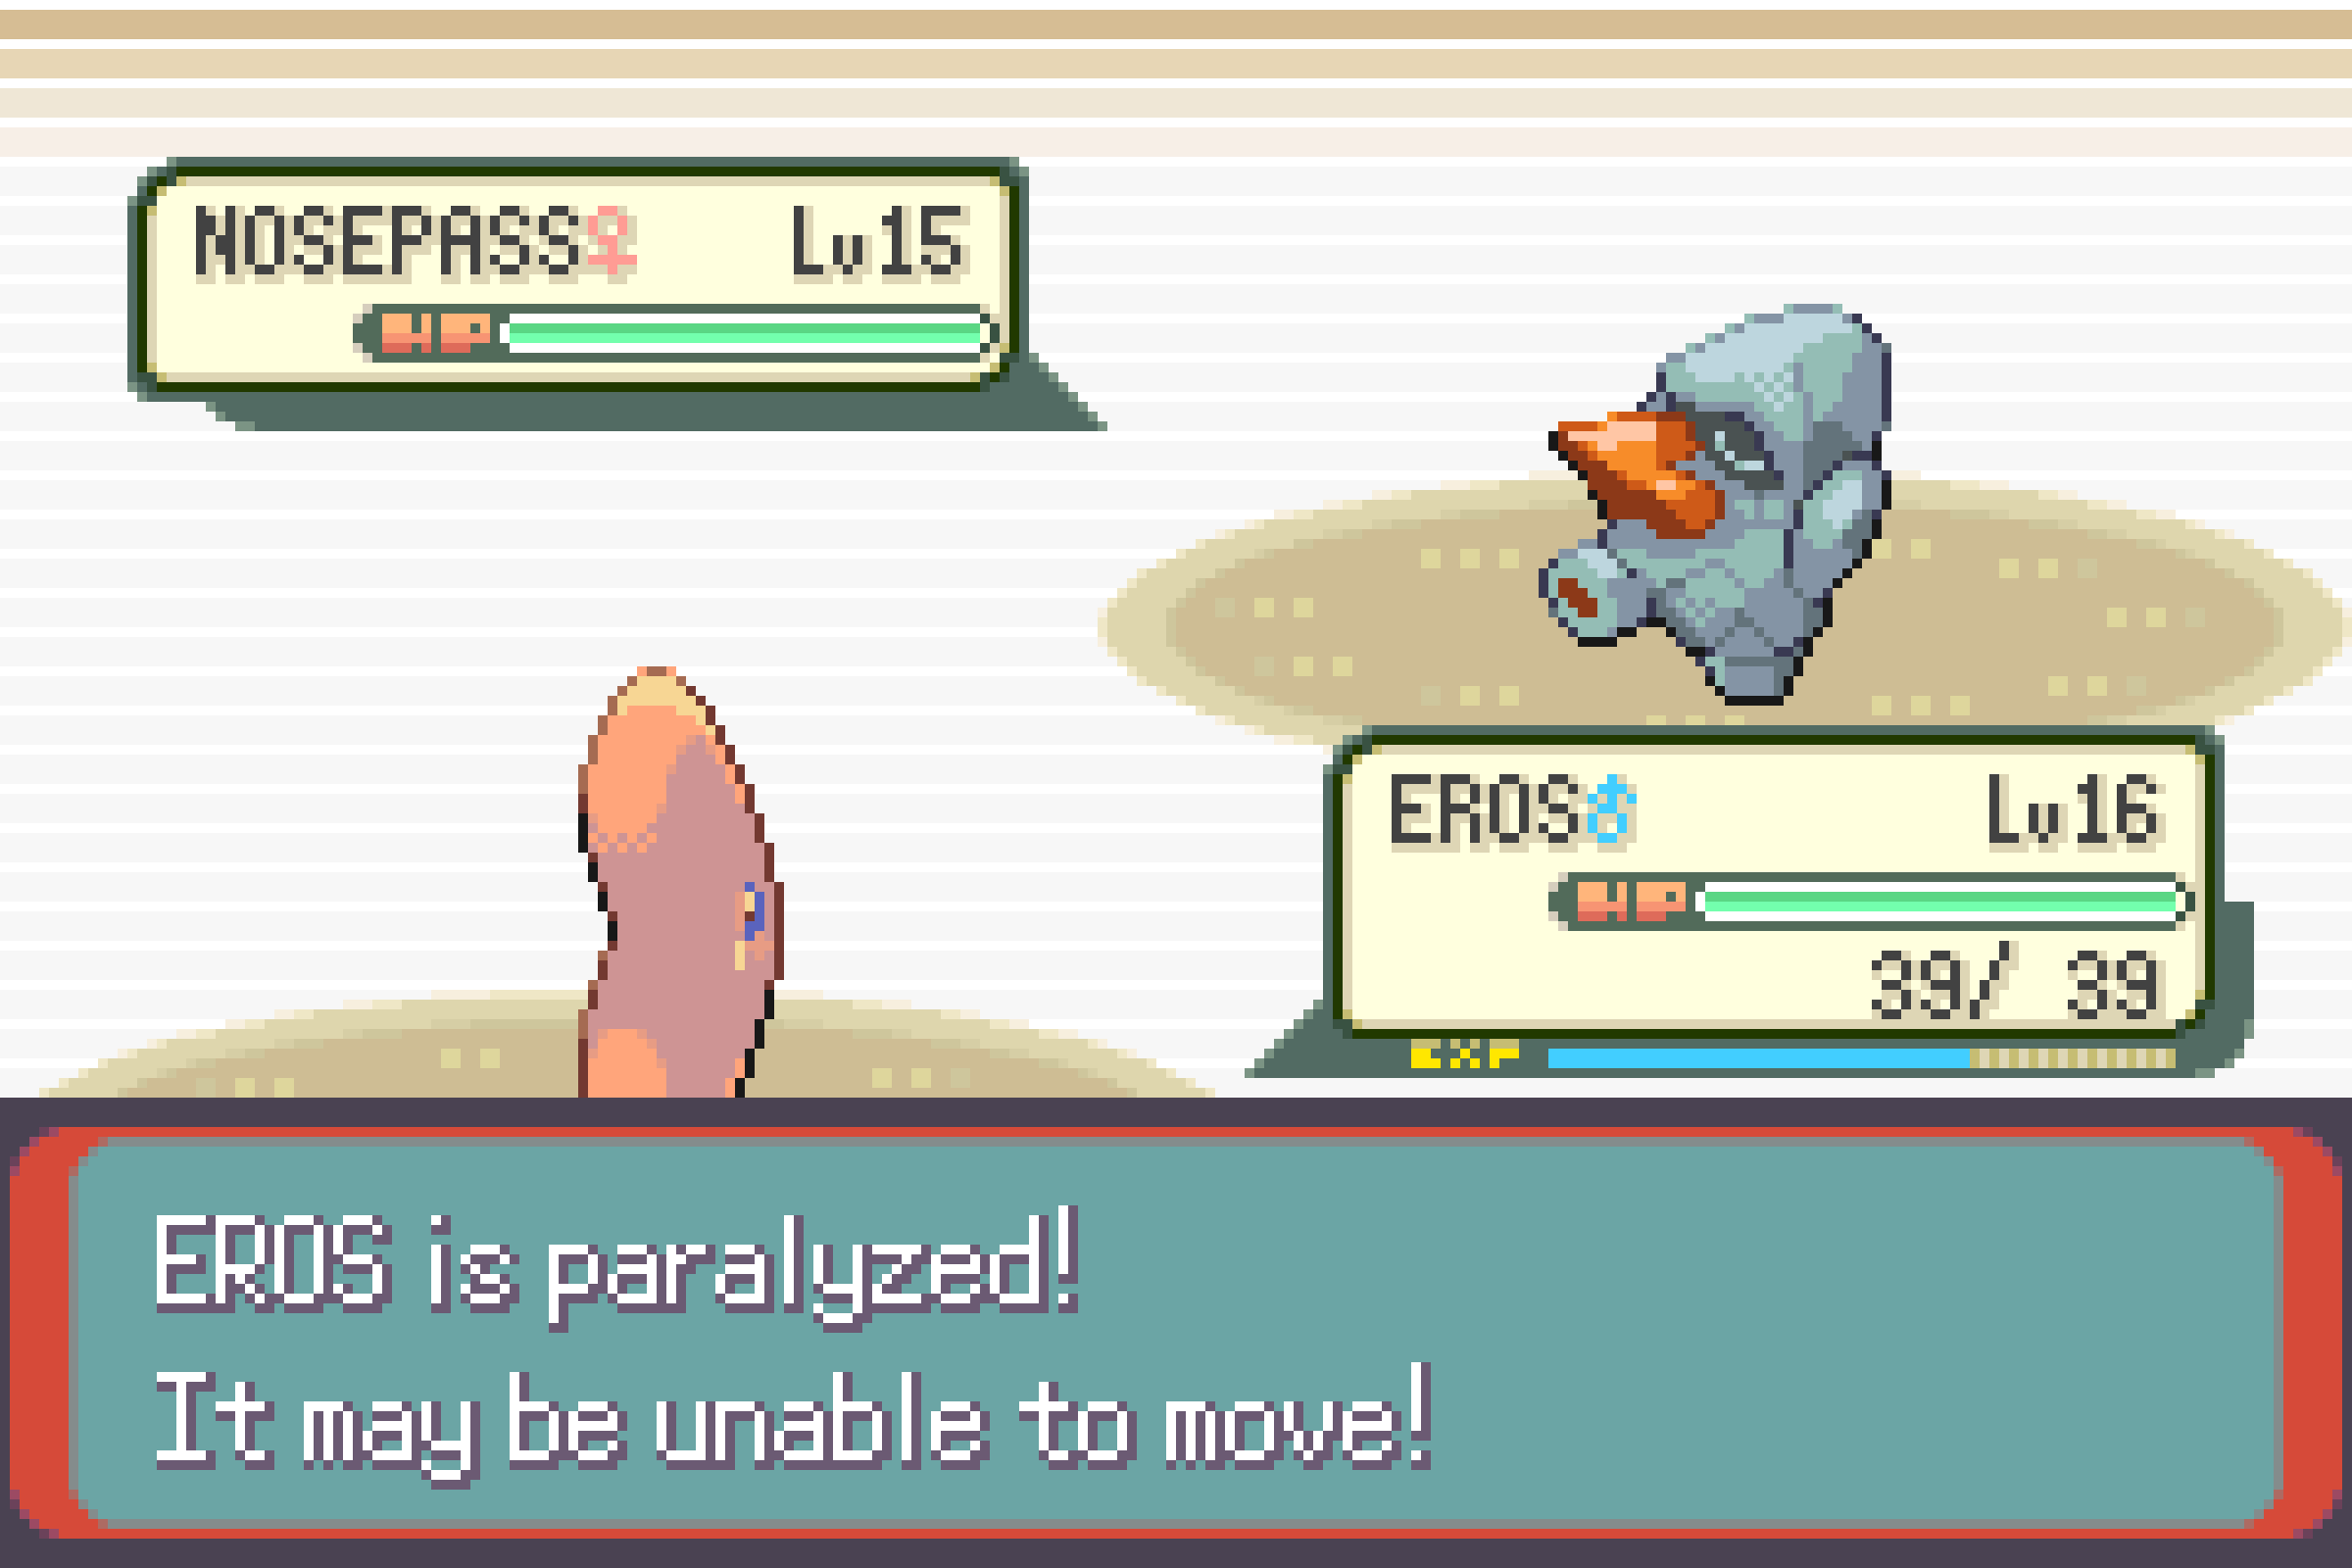 NOSEPASS♀ Lv15
HP
EROS♂ Lv16
HP
39/ 39
EXP
EROS is paralyzed!
It may be unable to move!